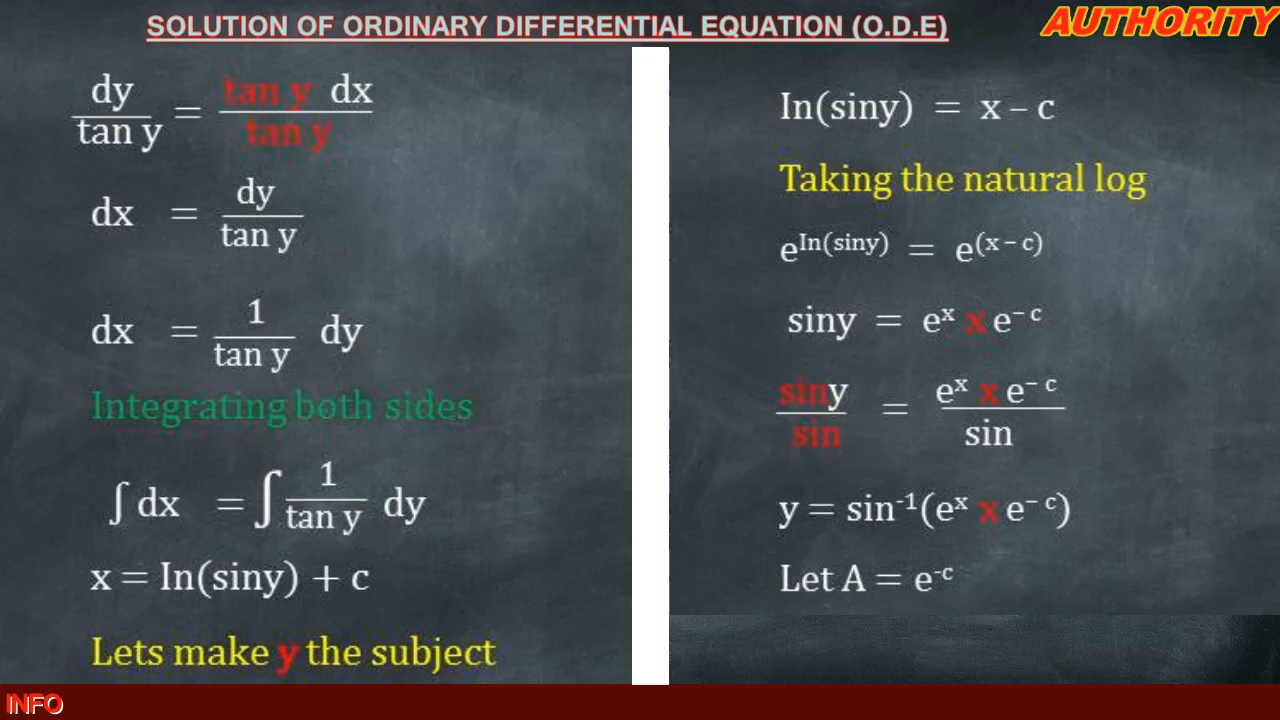 SOLUTION OF ORDINARY DIFFERENTIAL EQUATION (O.D.E)
AUTHORITY
dy/tan y = tan y dx/tan y
dx = dy/tan y
dx = 1/tan y dy
Integrating both sides
∫ dx = ∫ 1/tan y dy
x = In(siny) + c
Lets make y the subject
In(siny) = x – c
Taking the natural log
e^In(siny) = e^(x – c)
siny = e^x x e^– c
siny/sin = e^x x e^– c/sin
y = sin^-1(e^x x e^– c)
Let A = e^-c
INFO